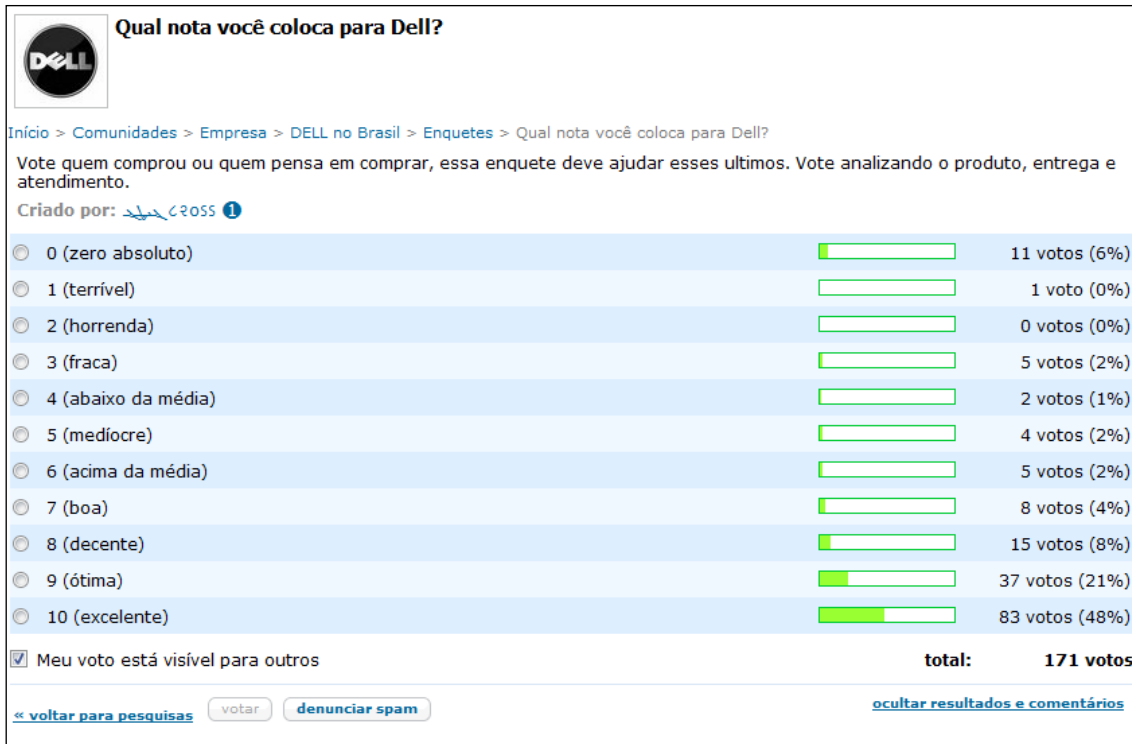 Qual nota você coloca para Dell?
DELL
Início > Comunidades > Empresa > DELL no Brasil > Enquetes > Qual nota você coloca para Dell?
Vote quem comprou ou quem pensa em comprar, essa enquete deve ajudar esses ultimos. Vote analizando o produto, entrega e
atendimento.
Criado por: 1
0 (zero absoluto) 11 votos (6%)
1 (terrível) 1 voto (0%)
2 (horrenda) 0 votos (0%)
3 (fraca) 5 votos (2%)
4 (abaixo da média) 2 votos (1%)
5 (medíocre) 4 votos (2%)
6 (acima da média) 5 votos (2%)
7 (boa) 8 votos (4%)
8 (decente) 15 votos (8%)
9 (ótima) 37 votos (21%)
10 (excelente) 83 votos (48%)
Meu voto está visível para outros total: 171 votos
« voltar para pesquisas votar denunciar spam ocultar resultados e comentários